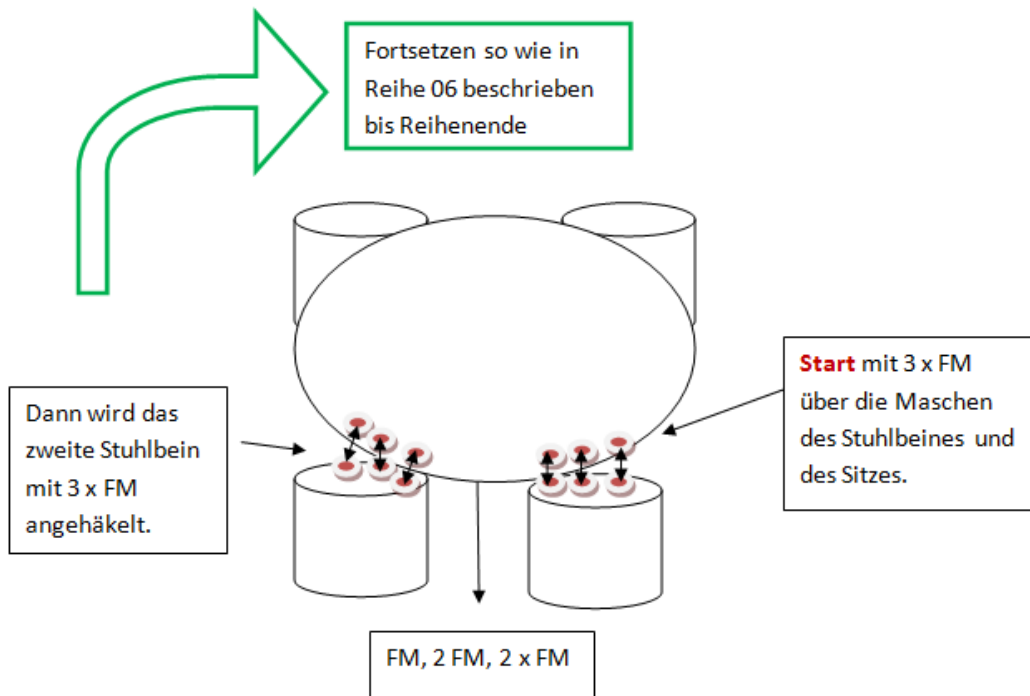 Fortsetzen so wie in
Reihe 06 beschrieben
bis Reihenende
Start mit 3 x FM
über die Maschen
des Stuhlbeines und
des Sitzes.
Dann wird das
zweite Stuhlbein
mit 3 x FM
angehäkelt.
FM, 2 FM, 2 x FM